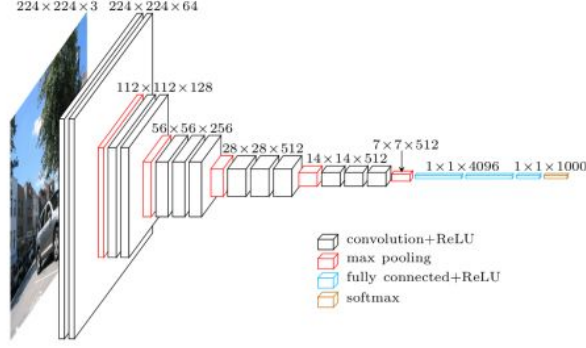 224×224×3 224×224×64
112×112×128
56×56×256
28×28×512
14×14×512
7×7×512
1×1×4096 1×1×1000
convolution+ReLU
max pooling
fully connected+ReLU
softmax